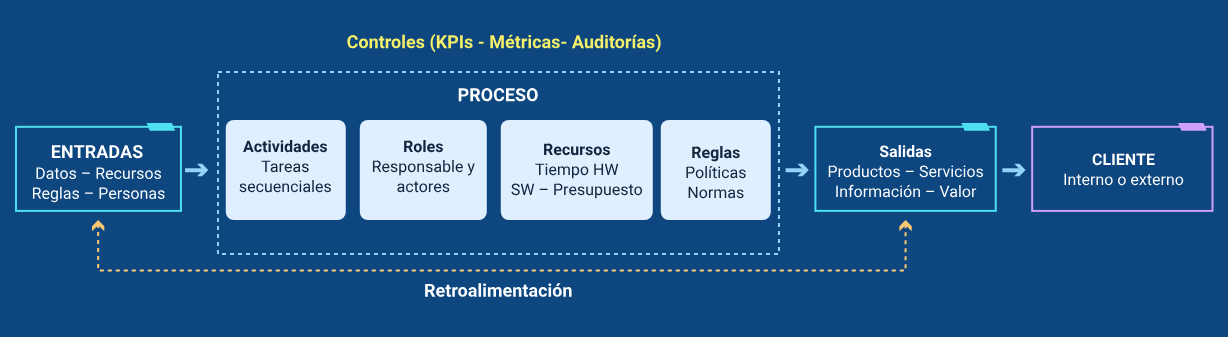 Controles (KPIs - Métricas- Auditorías)
PROCESO
ENTRADAS
Datos – Recursos
Reglas – Personas
Actividades
Tareas
secuenciales
Roles
Responsable y
actores
Recursos
Tiempo HW
SW – Presupuesto
Reglas
Políticas
Normas
Salidas
Productos – Servicios
Información – Valor
CLIENTE
Interno o externo
Retroalimentación